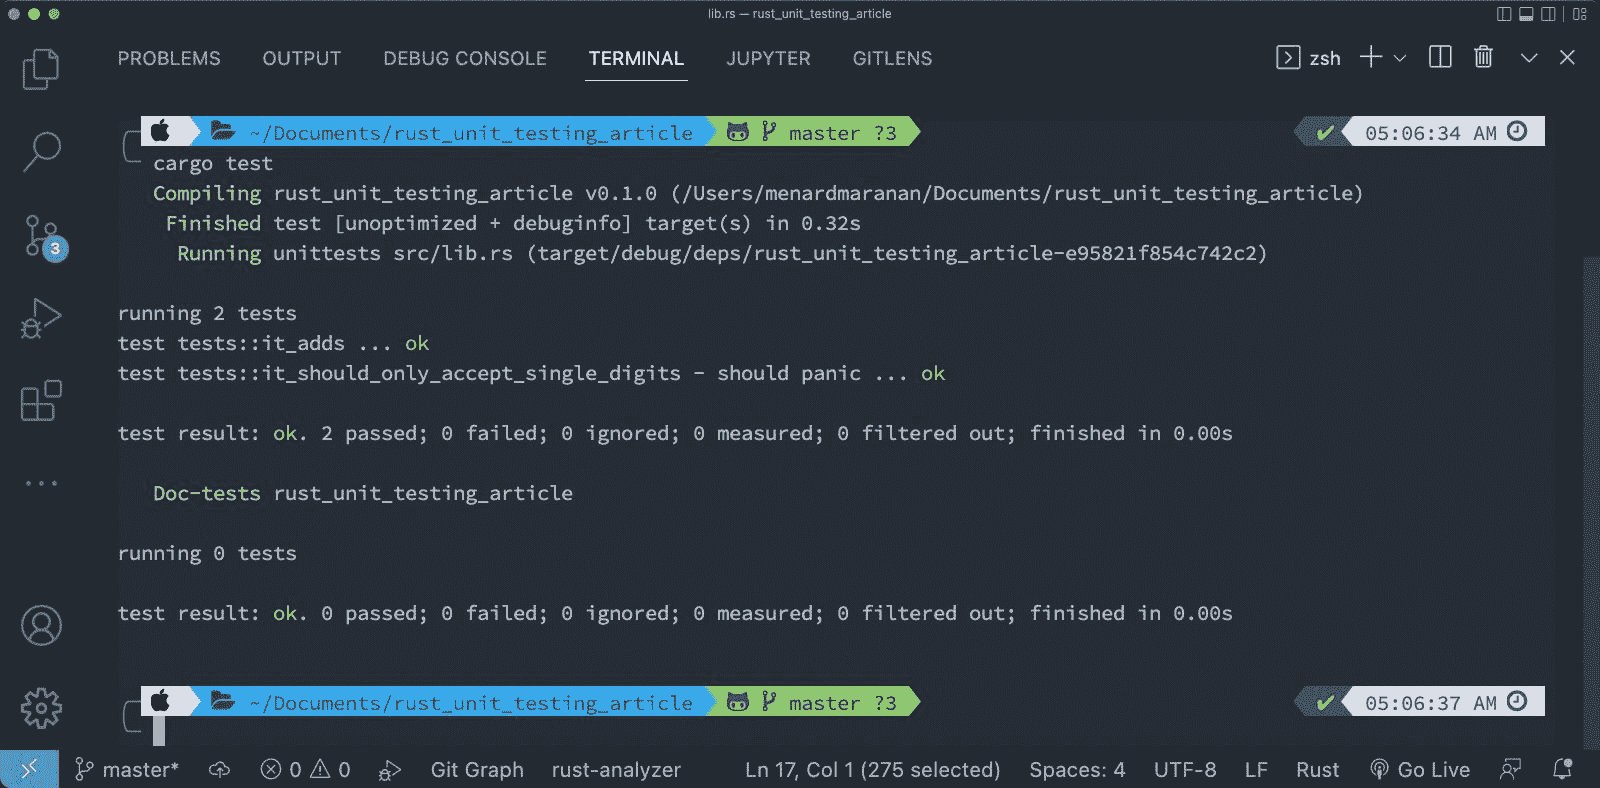 lib.rs — rust_unit_testing_article
PROBLEMS OUTPUT DEBUG CONSOLE TERMINAL JUPYTER GITLENS zsh
~/Documents/rust_unit_testing_article master ?3 05:06:34 AM
cargo test
Compiling rust_unit_testing_article v0.1.0 (/Users/menardmaranan/Documents/rust_unit_testing_article)
Finished test [unoptimized + debuginfo] target(s) in 0.32s
Running unittests src/lib.rs (target/debug/deps/rust_unit_testing_article-e95821f854c742c2)
3
running 2 tests
test tests::it_adds ... ok
test tests::it_should_only_accept_single_digits - should panic ... ok
test result: ok. 2 passed; 0 failed; 0 ignored; 0 measured; 0 filtered out; finished in 0.00s
Doc-tests rust_unit_testing_article
running 0 tests
test result: ok. 0 passed; 0 failed; 0 ignored; 0 measured; 0 filtered out; finished in 0.00s
~/Documents/rust_unit_testing_article master ?3 05:06:37 AM
master* 0 0 Git Graph rust-analyzer Ln 17, Col 1 (275 selected) Spaces: 4 UTF-8 LF Rust Go Live